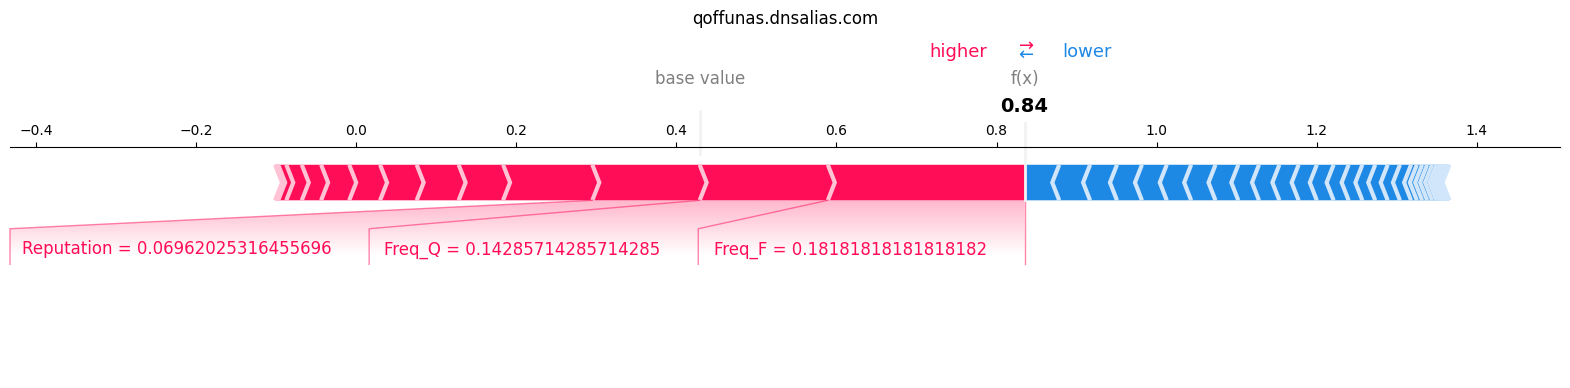 qoffunas.dnsalias.com
higher ⇄ lower
base value f(x)
0.84
−0.4 −0.2 0.0 0.2 0.4 0.6 0.8 1.0 1.2 1.4
Reputation = 0.06962025316455696 Freq_Q = 0.14285714285714285 Freq_F = 0.18181818181818182